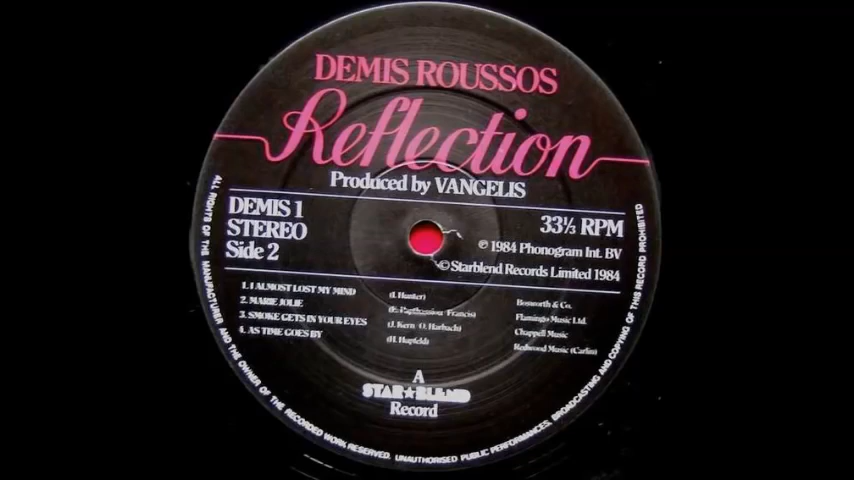 DEMIS ROUSSOS
Reflection
Produced by VANGELIS
DEMIS 1
STEREO
Side 2
33⅓ RPM
℗ 1984 Phonogram Int. BV
© Starblend Records Limited 1984
1. I ALMOST LOST MY MIND (I. Hunter) Bosworth & Co.
2. MARIE JOLIE Francis) Flamingo Music Ltd.
3. SMOKE GETS IN YOUR EYES (J. Kern/O. Harbach) Chappell Music
4. AS TIME GOES BY (H. Hupfeld) Redwood Music (Carlin)
A
STAR★BLEND
Record
ALL RIGHTS OF THE MANUFACTURER AND THE OWNER OF THE RECORDED WORK RESERVED. UNAUTHORISED PUBLIC PERFORMANCES, BROADCASTING AND COPYING OF THIS RECORD PROHIBITED